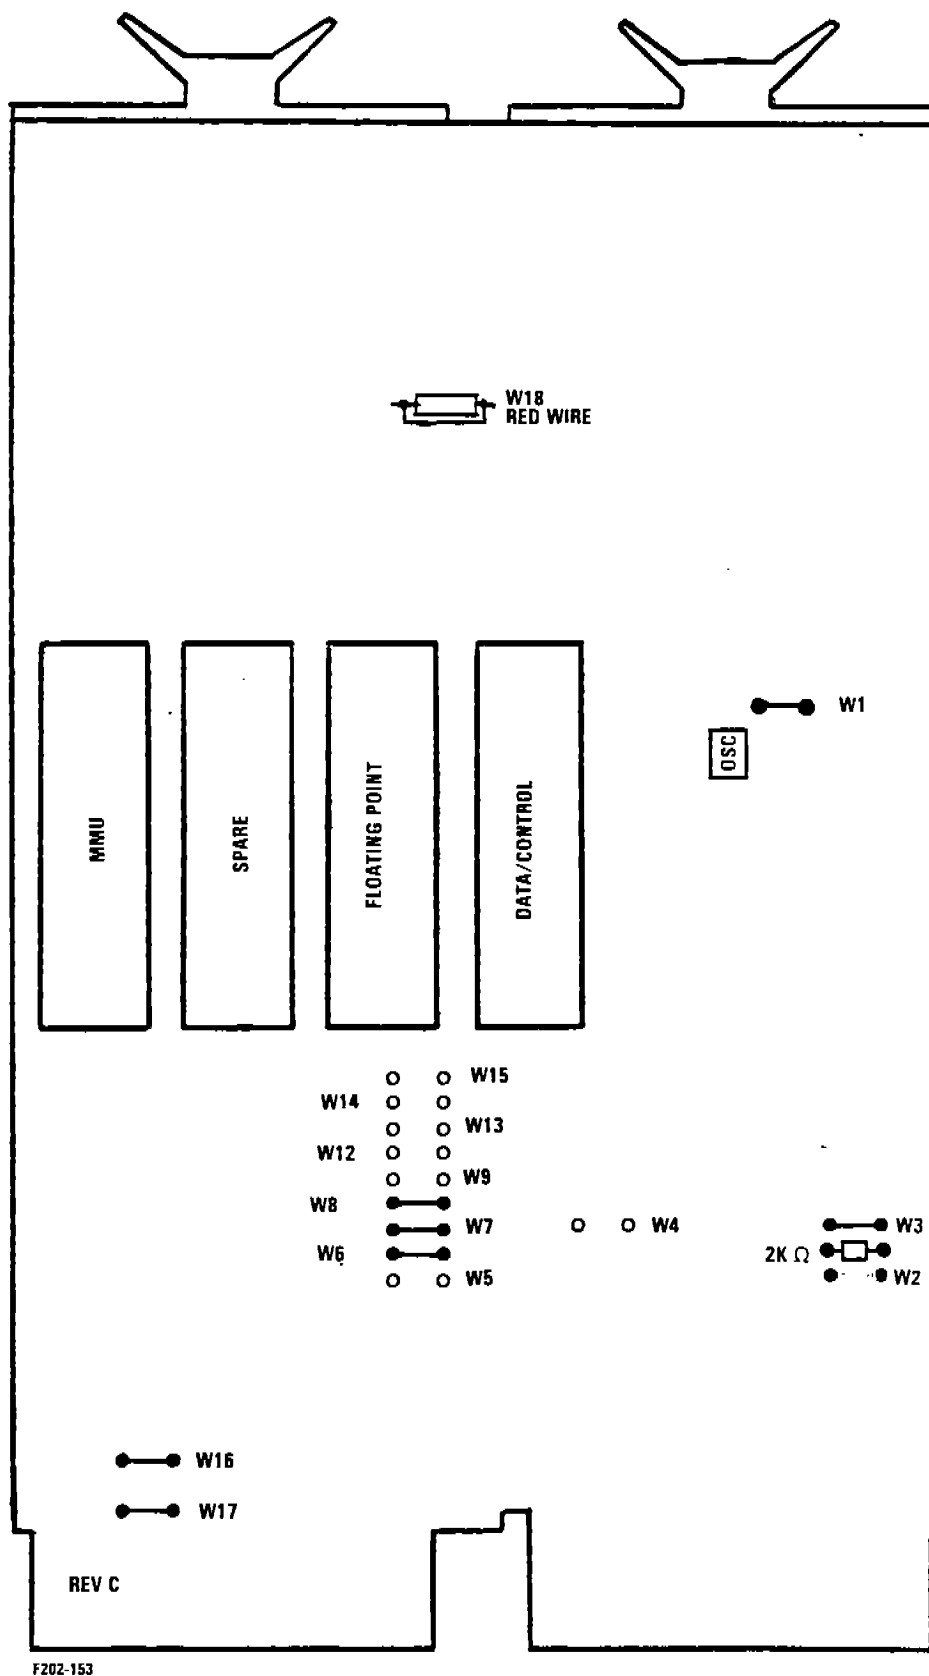 W18
RED WIRE
W1
OSC
MMU
SPARE
FLOATING POINT
DATA/CONTROL
W15
W14
W13
W12
W9
W8
W7
W4
W3
W6
2K Ω
W5
W2
W16
W17
REV C
F202-153